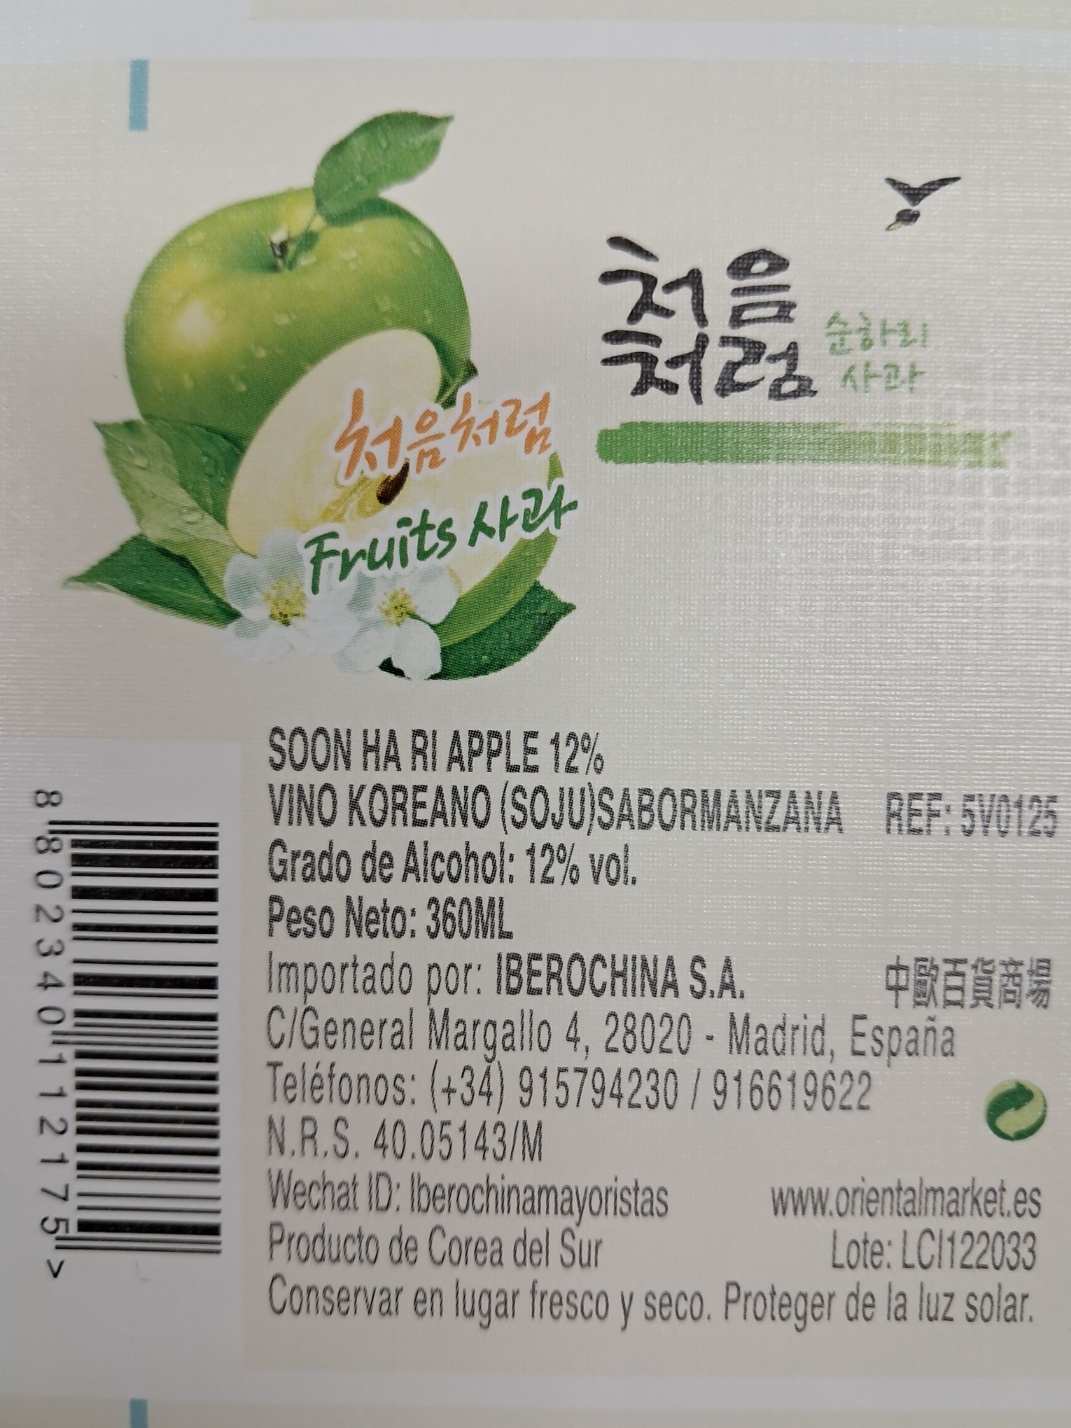 처음
처럼
순하리
사과
처음처럼
Fruits 사과
SOON HA RI APPLE 12%
VINO KOREANO (SOJU)SABORMANZANA REF: 5V0125
Grado de Alcohol: 12% vol.
Peso Neto: 360ML
Importado por: IBEROCHINA S.A. 中歐百貨商場
C/General Margallo 4, 28020 - Madrid, España
Teléfonos: (+34) 915794230 / 916619622
N.R.S. 40.05143/M
Wechat ID: Iberochinamayoristas www.orientalmarket.es
Producto de Corea del Sur Lote: LCI122033
Conservar en lugar fresco y seco. Proteger de la luz solar.
8 802340 112175 >